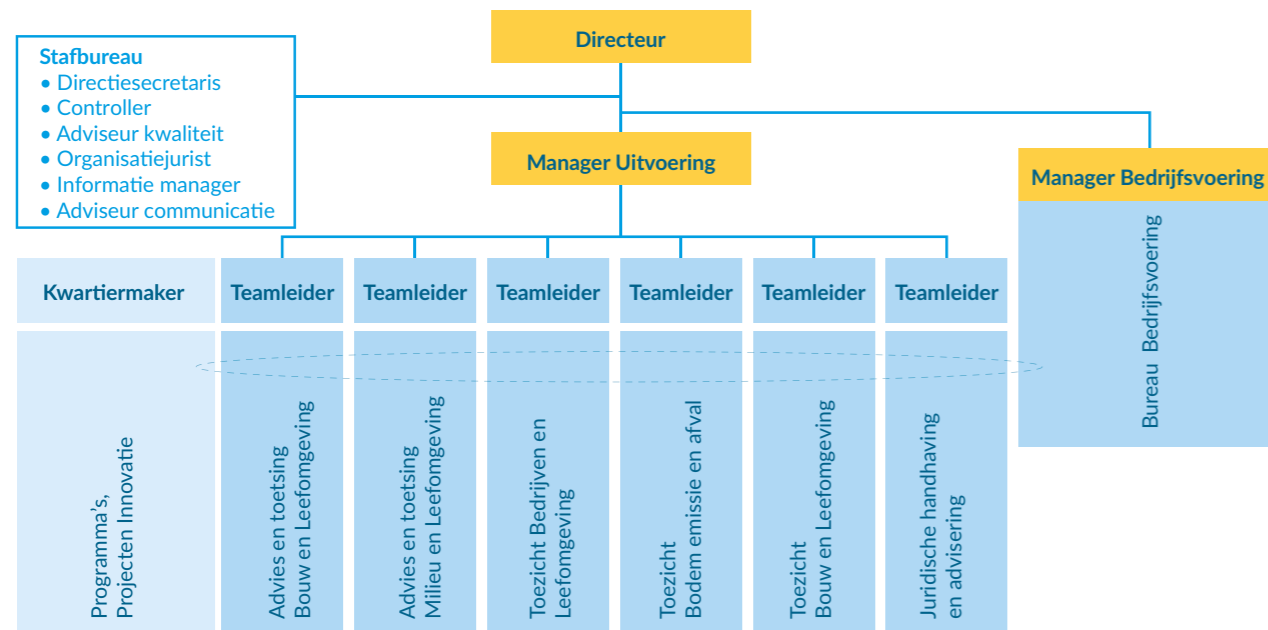 Directeur
Stafbureau
• Directiesecretaris
• Controller
• Adviseur kwaliteit
• Organisatiejurist
• Informatie manager
• Adviseur communicatie
Manager Uitvoering
Manager Bedrijfsvoering
Bureau Bedrijfsvoering
Kwartiermaker
Teamleider
Teamleider
Teamleider
Teamleider
Teamleider
Teamleider
Programma's,
Projecten Innovatie
Advies en toetsing
Bouw en Leefomgeving
Advies en toetsing
Milieu en Leefomgeving
Toezicht Bedrijven en
Leefomgeving
Toezicht
Bodem emissie en afval
Toezicht
Bouw en Leefomgeving
Juridische handhaving
en advisering